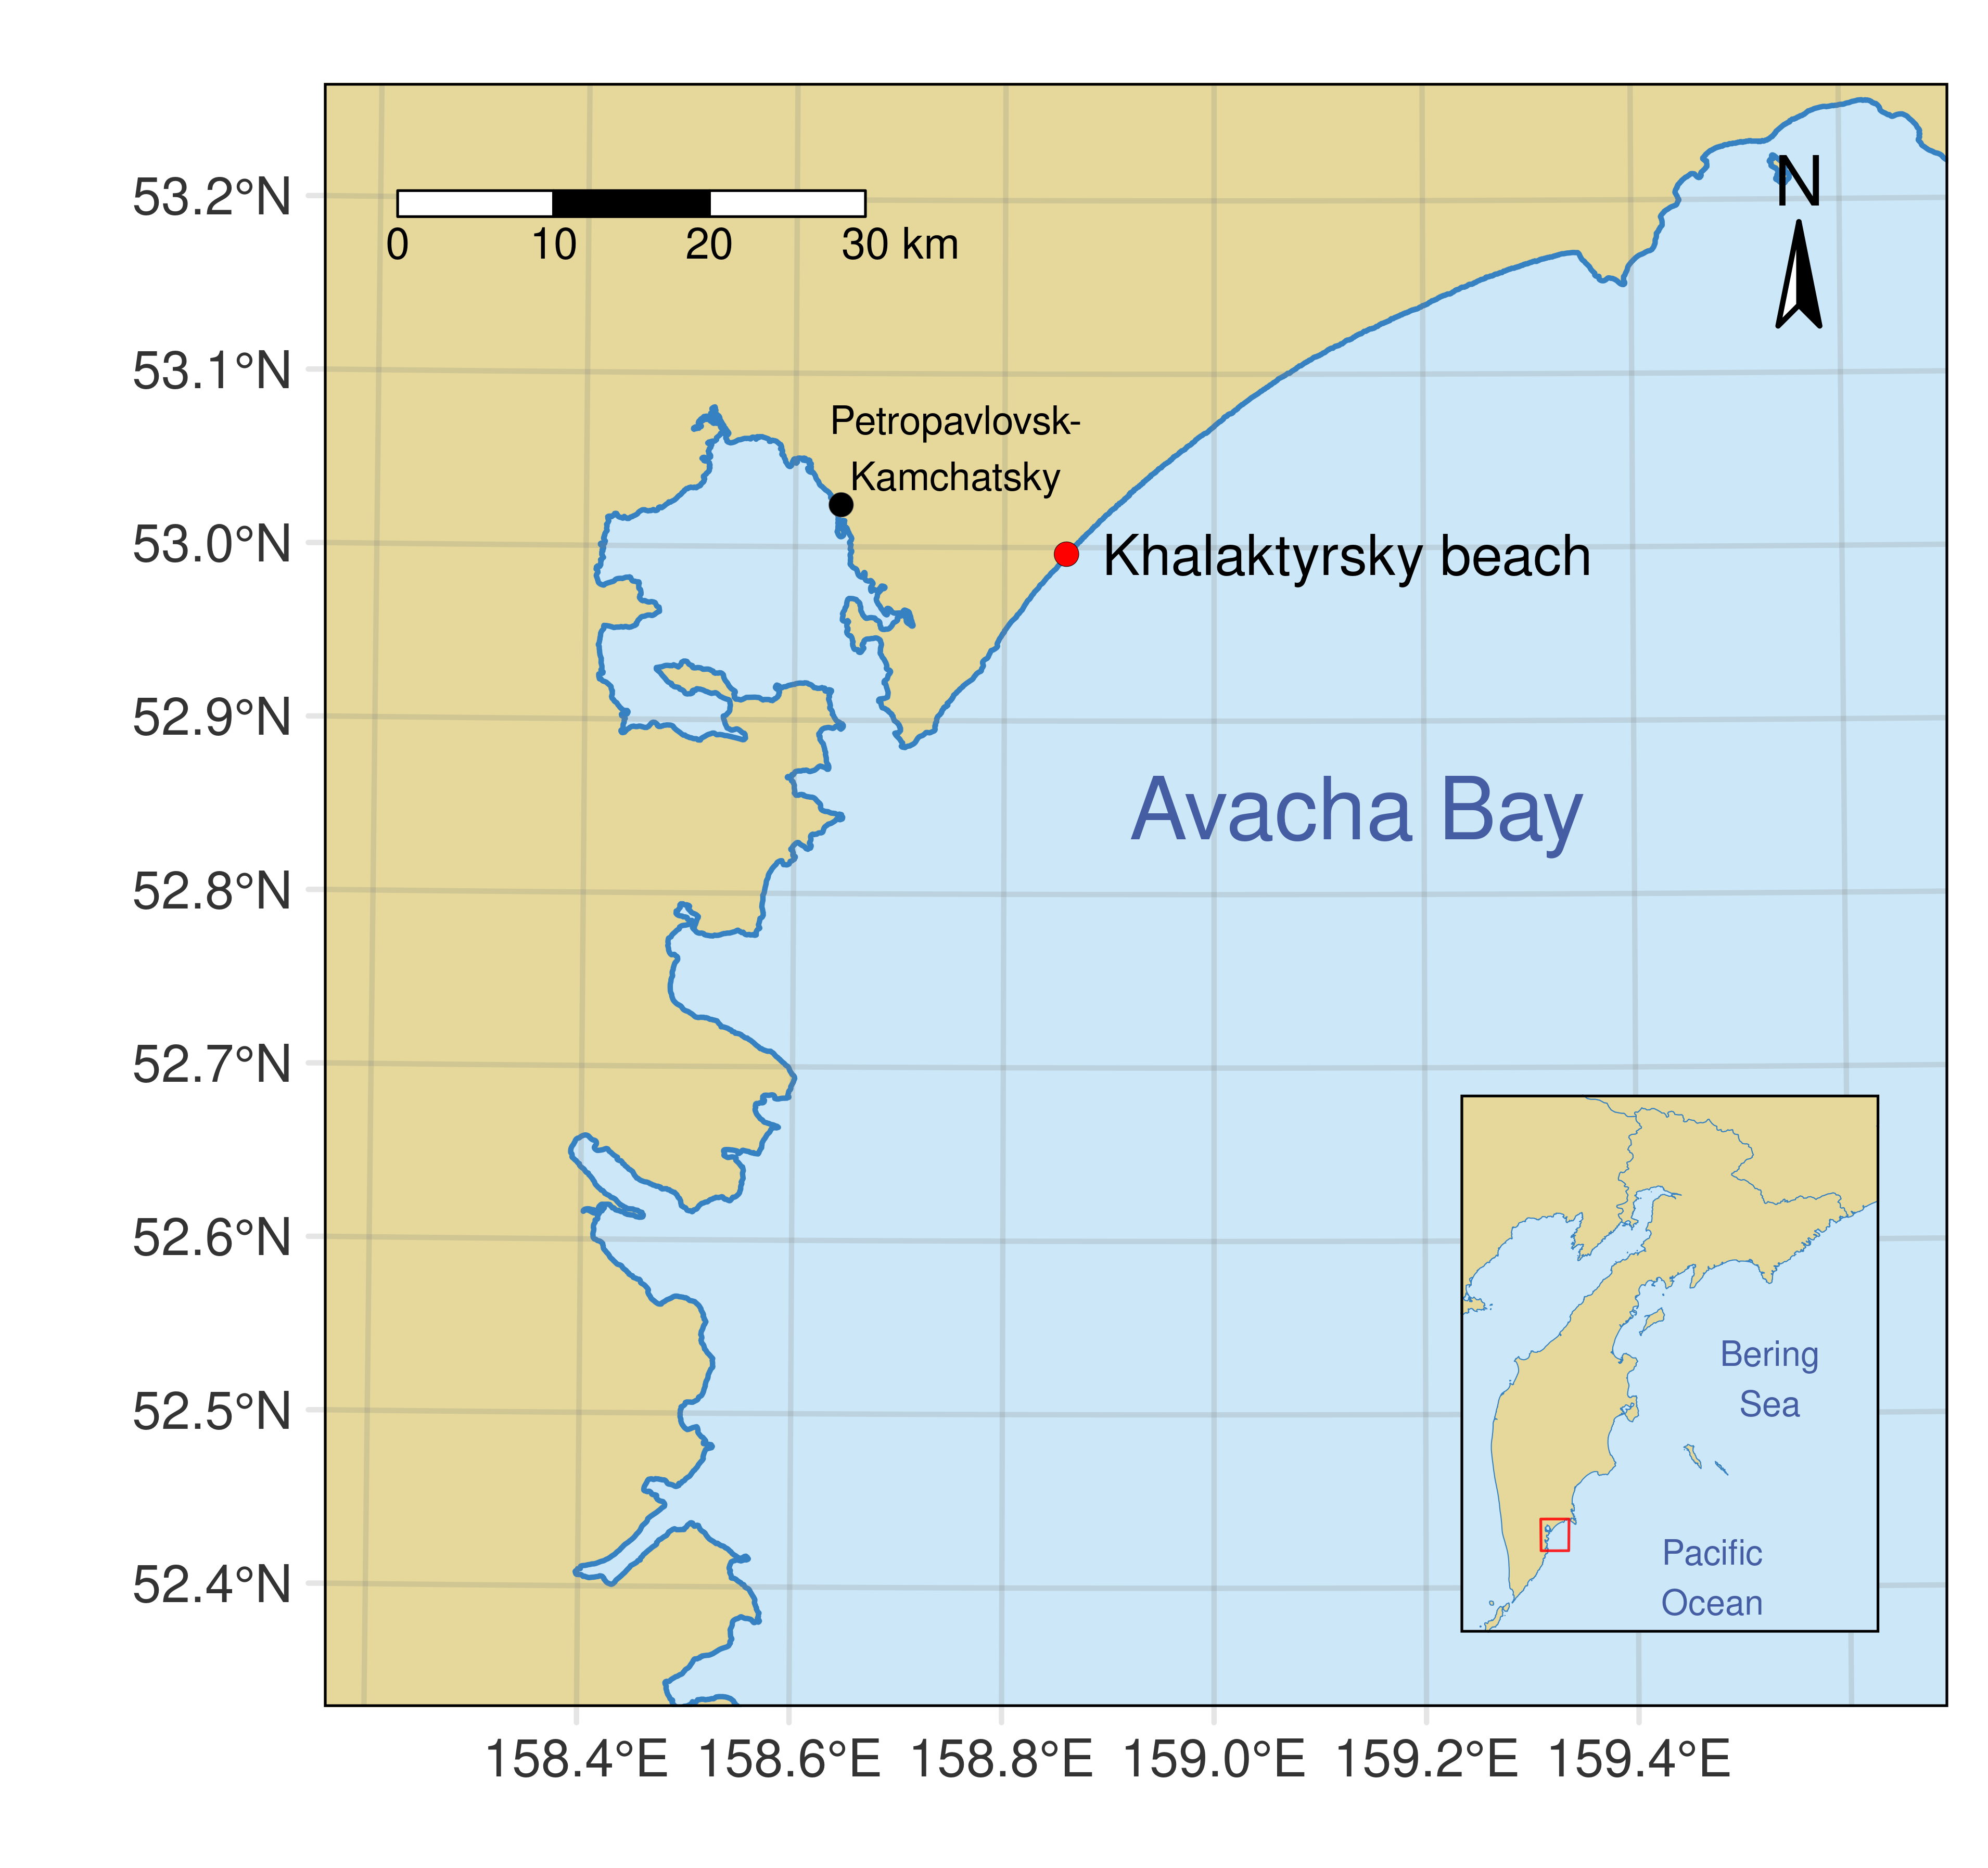 N
53.2°N
0 10 20 30 km
53.1°N
Petropavlovsk-
Kamchatsky
53.0°N
Khalaktyrsky beach
52.9°N
Avacha Bay
52.8°N
52.7°N
52.6°N
52.5°N
52.4°N
Bering
Sea
Pacific
Ocean
158.4°E 158.6°E 158.8°E 159.0°E 159.2°E 159.4°E